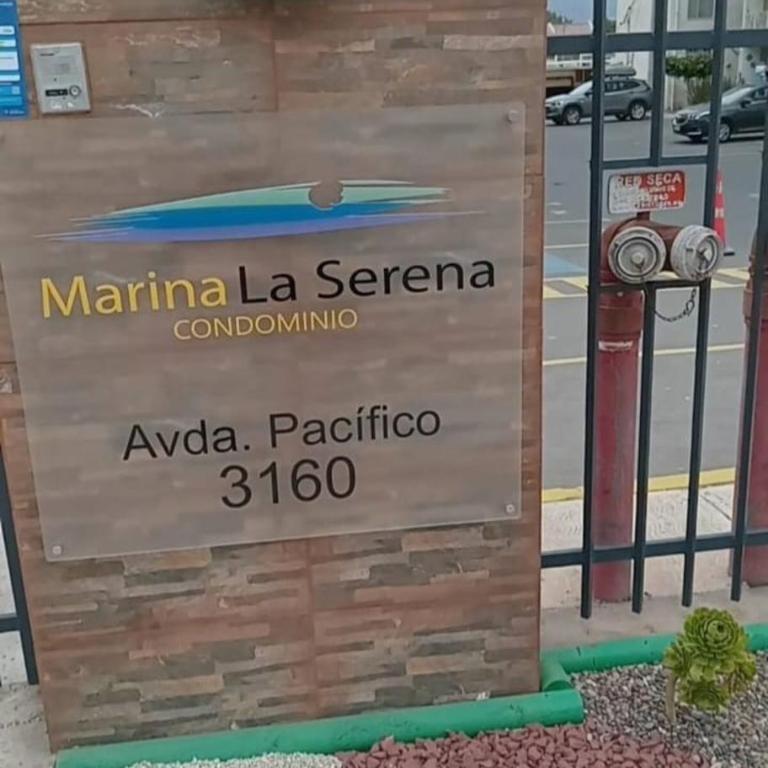 Marina La Serena
CONDOMINIO
Avda. Pacífico
3160
RED SECA